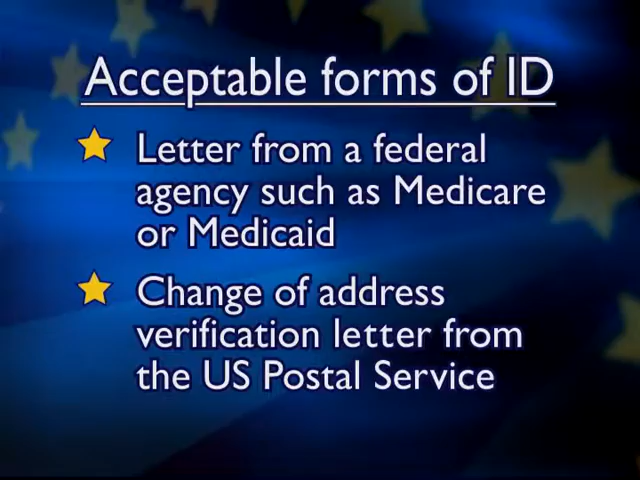 Acceptable forms of ID
Letter from a federal
agency such as Medicare
or Medicaid
Change of address
verification letter from
the US Postal Service